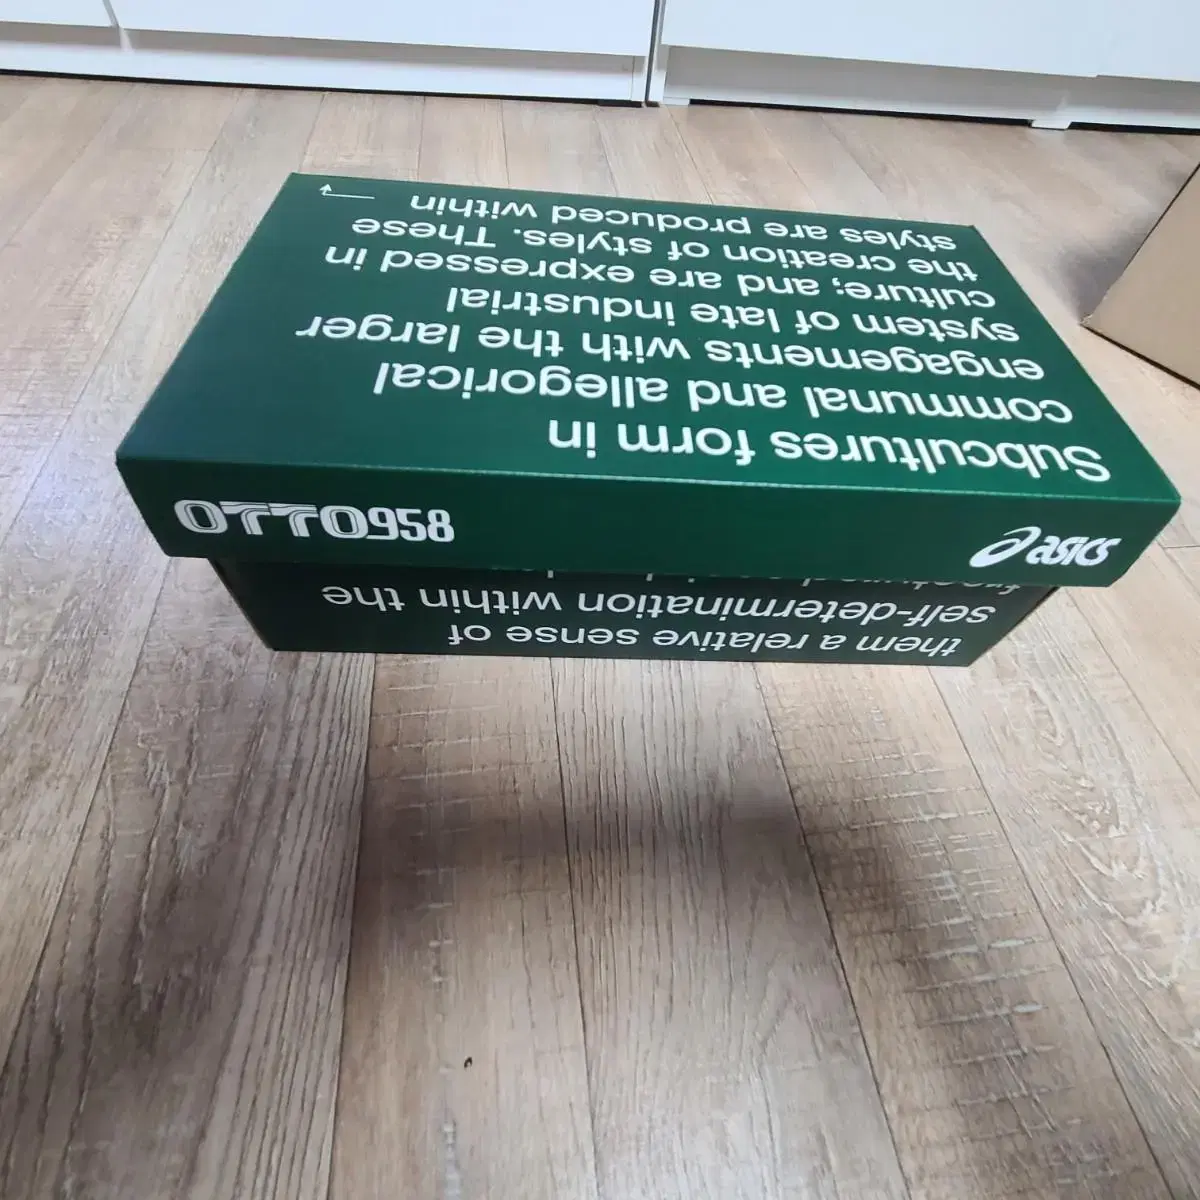 Subcultures form in
communal and allegorical
engagements with the larger
system of late industrial
culture; and are expressed in
the creation of styles. These
styles are produced within
OTTO958
asics
them a relative sense of
self-determination within the